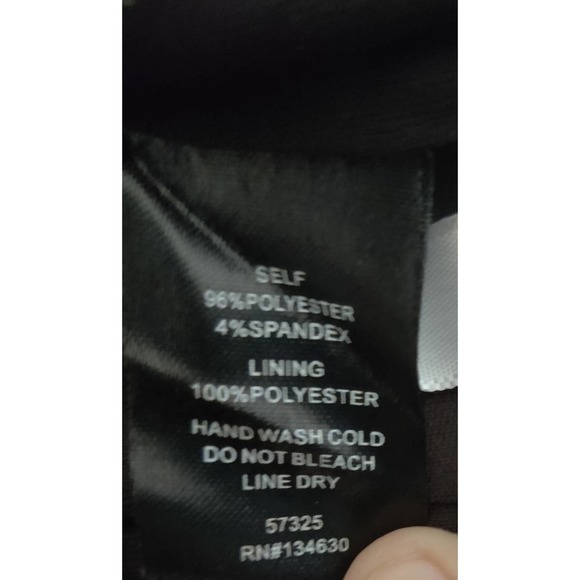 SELF
96%POLYESTER
4%SPANDEX
LINING
100%POLYESTER
HAND WASH COLD
DO NOT BLEACH
LINE DRY
57325
RN#134630